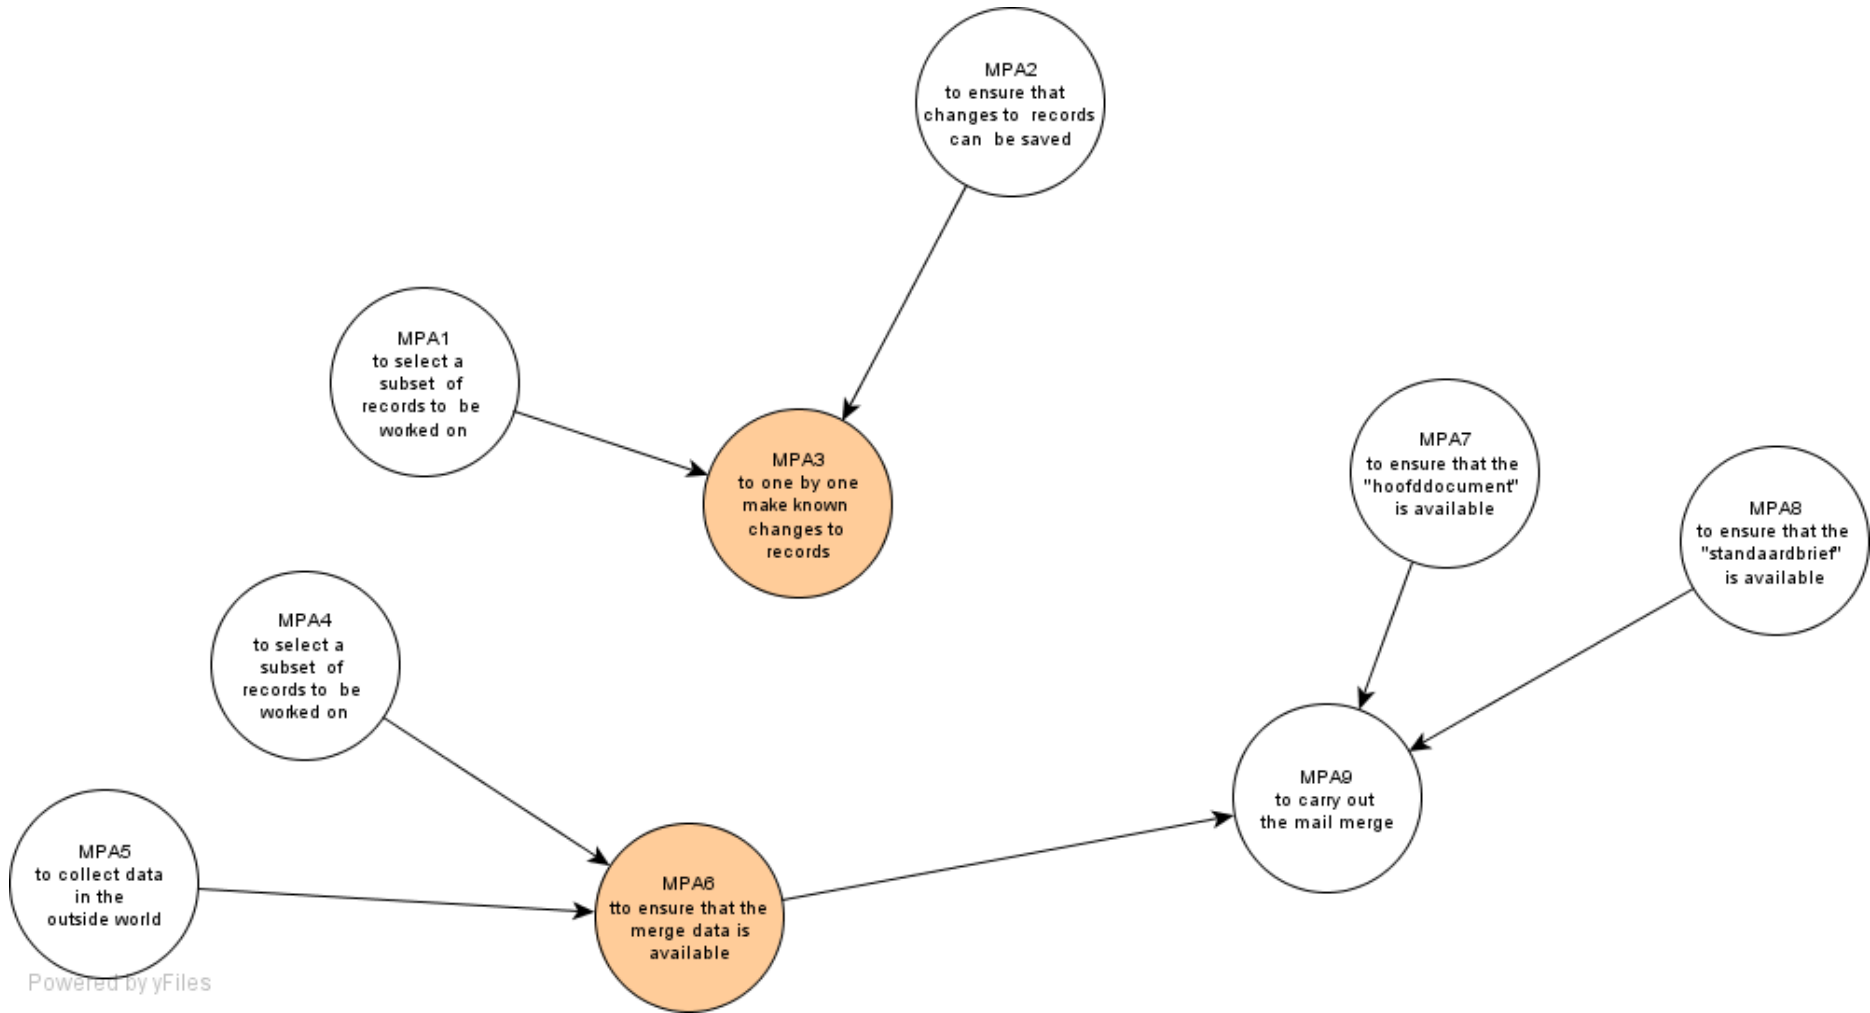 MPA2
to ensure that
changes to records
can be saved
MPA1
to select a
subset of
records to be
worked on
MPA3
to one by one
make known
changes to
records
MPA7
to ensure that the
"hoofddocument"
is available
MPA8
to ensure that the
"standaardbrief"
is available
MPA4
to select a
subset of
records to be
worked on
MPA9
to carry out
the mail merge
MPA5
to collect data
in the
outside world
MPA6
tto ensure that the
merge data is
available
Powered by yFiles